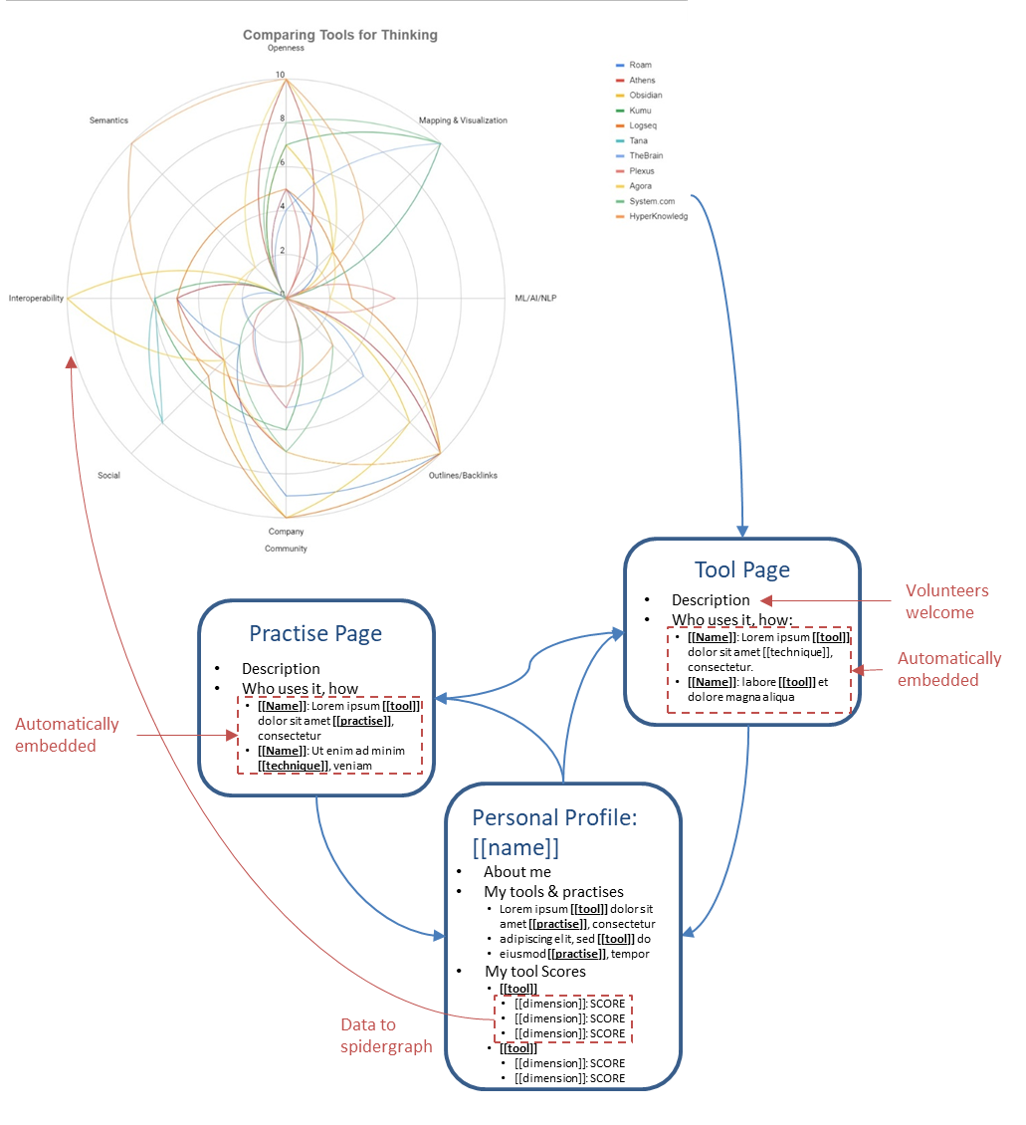 Comparing Tools for Thinking
Openness
10
8
6
4
2
0
Semantics
Mapping & Visualization
Interoperability
ML/AI/NLP
Social
Outlines/Backlinks
Company
Community
Roam
Athens
Obsidian
Kumu
Logseq
Tana
TheBrain
Plexus
Agora
System.com
HyperKnowledg
Tool Page
• Description
• Who uses it, how:
• [[Name]]: Lorem ipsum [[tool]]
dolor sit amet [[technique]],
consectetur.
• [[Name]]: labore [[tool]] et
dolore magna aliqua
Volunteers
welcome
Automatically
embedded
Practise Page
• Description
• Who uses it, how
• [[Name]]: Lorem ipsum [[tool]]
dolor sit amet [[practise]],
consectetur
• [[Name]]: Ut enim ad minim
[[technique]], veniam
Automatically
embedded
Personal Profile:
[[name]]
• About me
• My tools & practises
• Lorem ipsum [[tool]] dolor sit
amet [[practise]], consectetur
• adipiscing elit, sed [[tool]] do
• eiusmod [[practise]], tempor
• My tool Scores
• [[tool]]
• [[dimension]]: SCORE
• [[dimension]]: SCORE
• [[dimension]]: SCORE
• [[tool]]
• [[dimension]]: SCORE
• [[dimension]]: SCORE
Data to
spidergraph